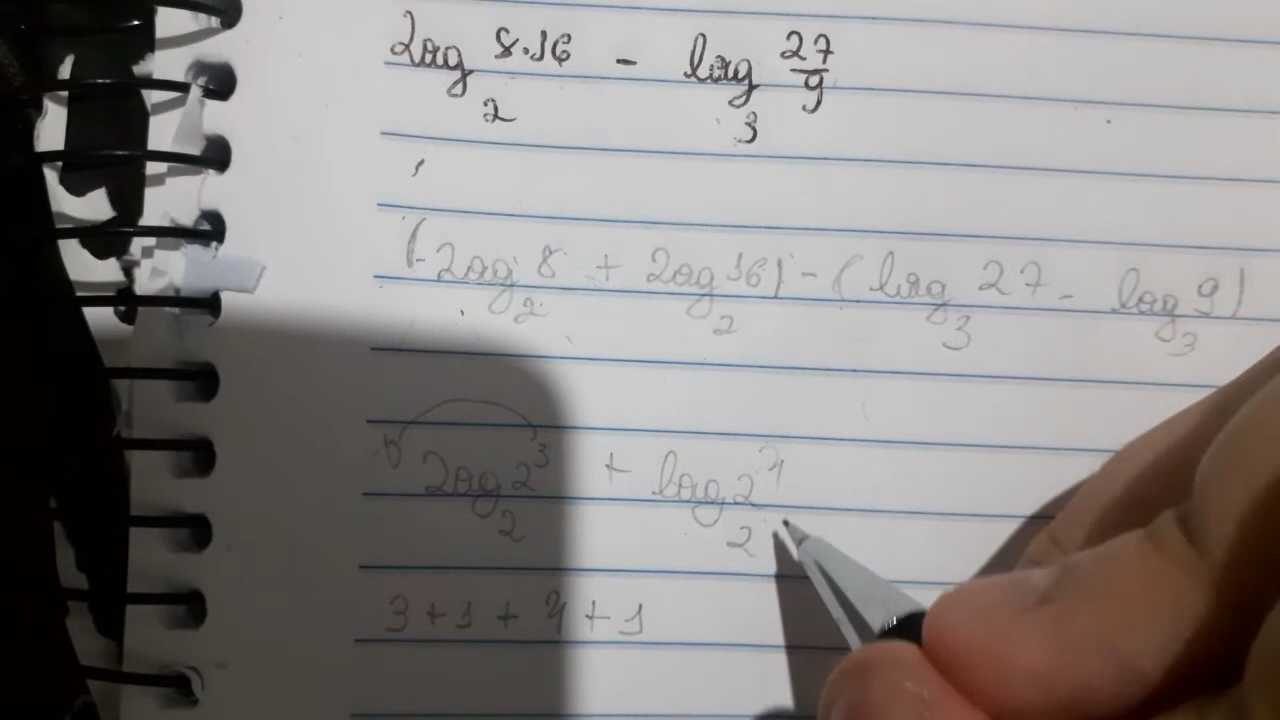 log₂ 8.16 - log₃ 27/9
(log₂ 8 + log₂ 16) - (log₃ 27 - log₃ 9)
log₂ 2³ + log₂ 2⁴
3 + 1 + 4 + 1